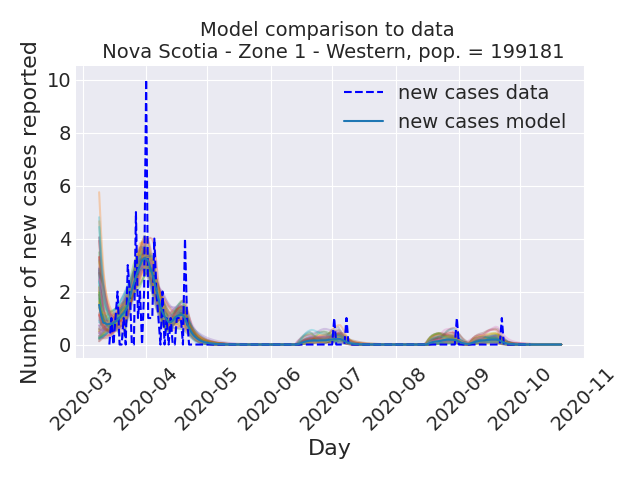 Model comparison to data
Nova Scotia - Zone 1 - Western, pop. = 199181
Number of new cases reported
10
8
6
4
2
0
new cases data
new cases model
2020-03
2020-04
2020-05
2020-06
2020-07
2020-08
2020-09
2020-10
2020-11
Day